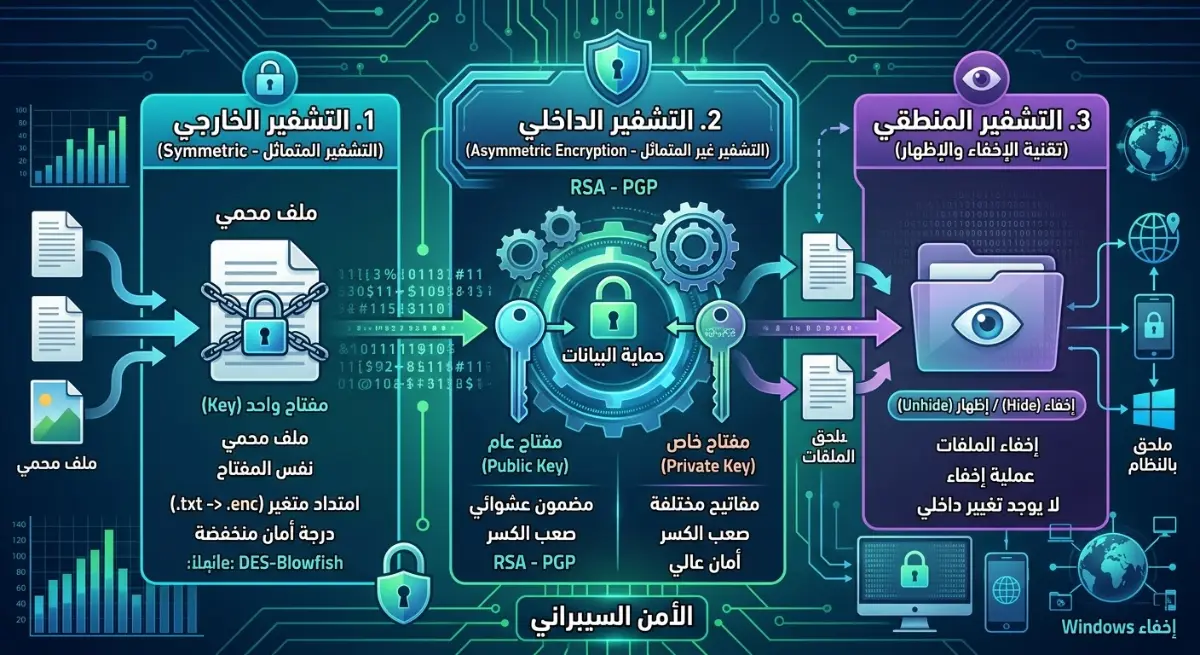 1. التشفير الخارجي
(التشفير المتماثل - Symmetric)
ملف محمي
مفتاح واحد (Key)
ملف محمي
نفس المفتاح
امتداد متغير (.txt -> .enc)
درجة أمان منخفضة
DES-Blowfish
ملف محمي
2. التشفير الداخلي
(التشفير غير المتماثل - Asymmetric Encryption)
RSA - PGP
حماية البيانات
مفتاح عام
(Public Key)
مضمون عشوائي
صعب الكسر
RSA - PGP
مفتاح خاص
(Private Key)
مفاتيح مختلفة
صعب الكسر
أمان عالي
الملفات
3. التشفير المنطقي
(تقنية الإخفاء والإظهار)
إخفاء (Hide) / إظهار (Unhide)
إخفاء الملفات
عملية إخفاء
لا يوجد تغيير داخلي
ملحق
بالنظام
إخفاء Windows
الأمن السيبراني